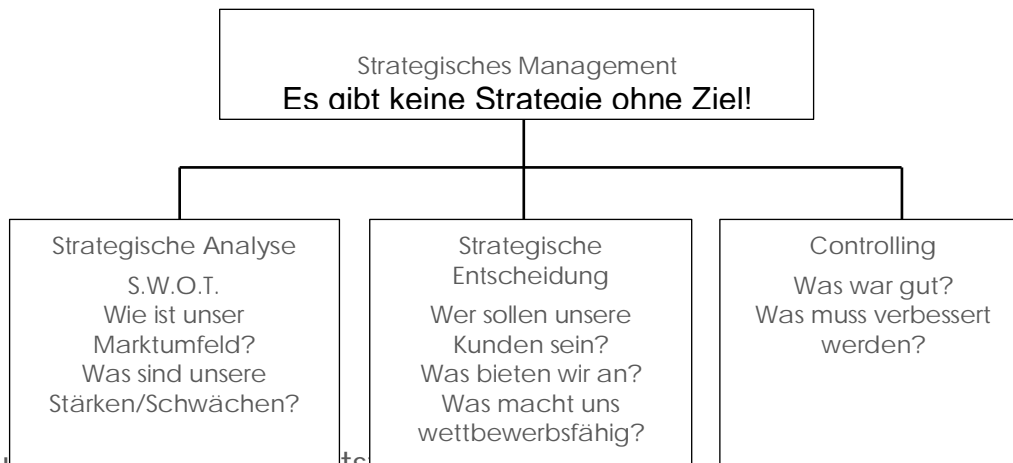 Strategisches Management
Es gibt keine Strategie ohne Ziel!
Strategische Analyse
S.W.O.T.
Wie ist unser
Marktumfeld?
Was sind unsere
Stärken/Schwächen?
Strategische
Entscheidung
Wer sollen unsere
Kunden sein?
Was bieten wir an?
Was macht uns
wettbewerbsfähig?
Controlling
Was war gut?
Was muss verbessert
werden?